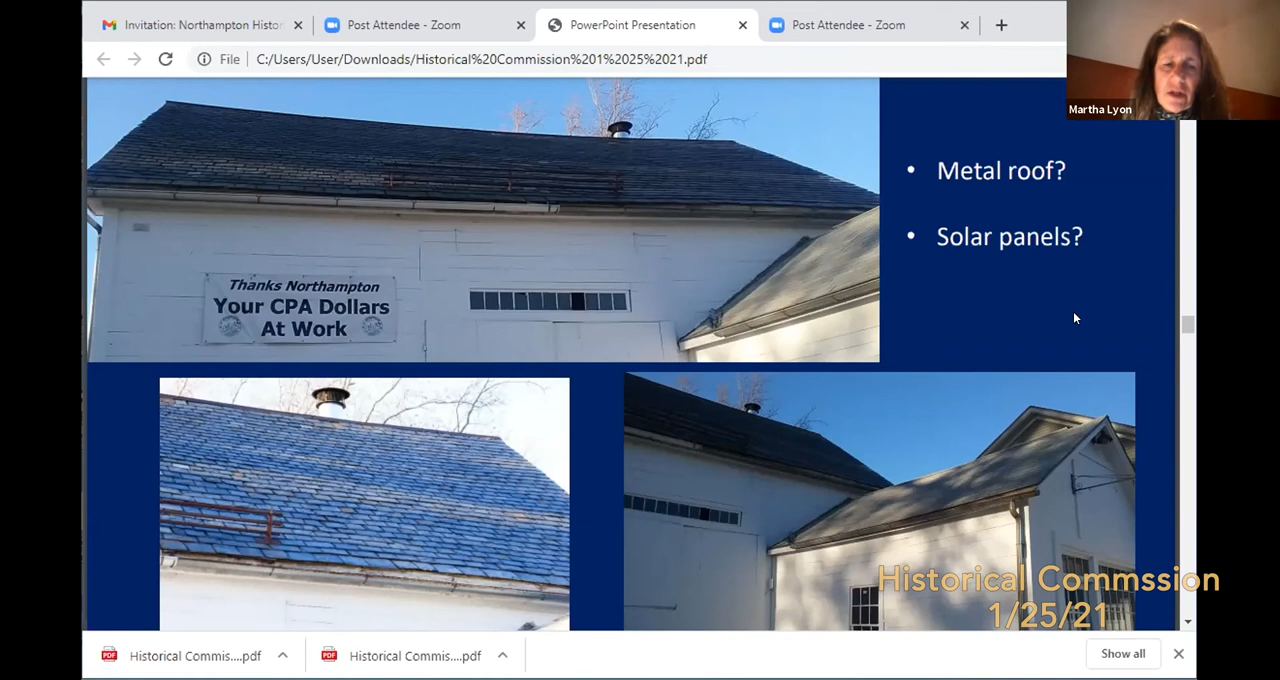 Invitation: Northampton Histor
Post Attendee - Zoom
PowerPoint Presentation
Post Attendee - Zoom
File
C:/Users/User/Downloads/Historical%20Commission%201%2025%2021.pdf
Martha Lyon
• Metal roof?
• Solar panels?
Thanks Northampton
Your CPA Dollars
At Work
Historical Commssion
1/25/21
PDF
Historical Commis....pdf
PDF
Historical Commis....pdf
Show all